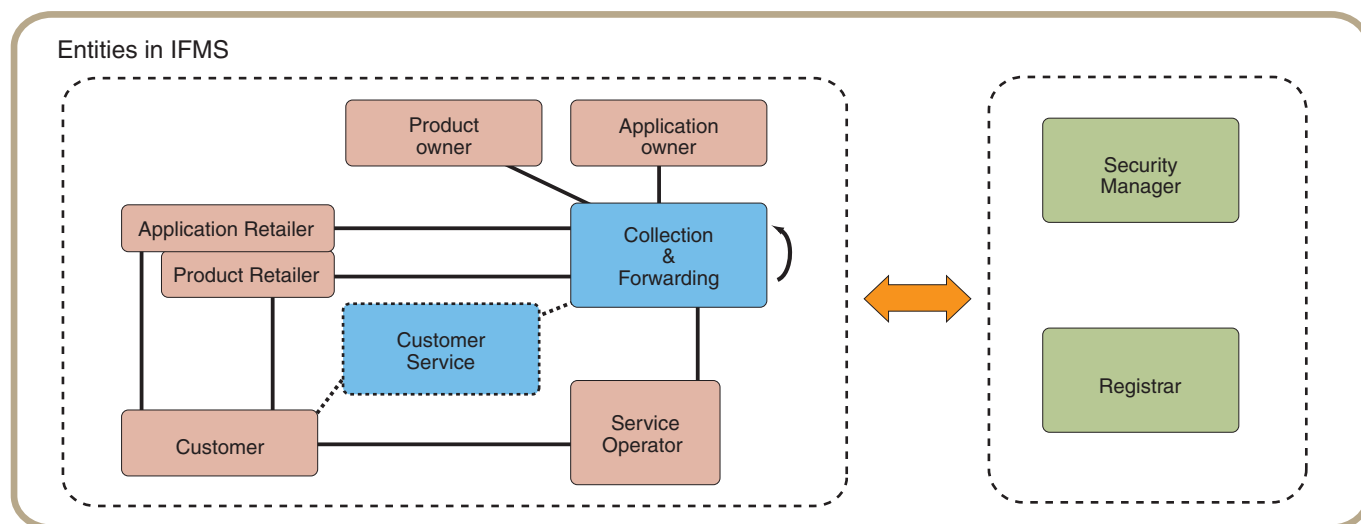 Entities in IFMS
Product
owner
Application
owner
Security
Manager
Application Retailer
Product Retailer
Collection
&
Forwarding
Customer
Service
Registrar
Customer
Service
Operator